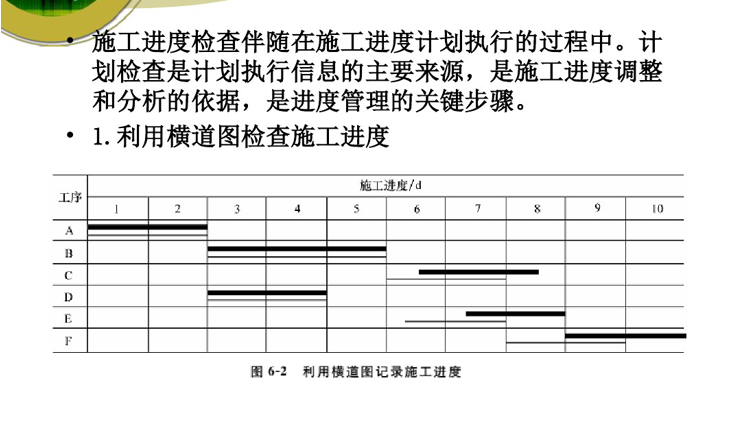 • 施工进度检查伴随在施工进度计划执行的过程中。计
划检查是计划执行信息的主要来源，是施工进度调整
和分析的依据，是进度管理的关键步骤。
• 1.利用横道图检查施工进度
工序 施工进度/d
1 2 3 4 5 6 7 8 9 10
A
B
C
D
E
F
图 6-2 利用横道图记录施工进度